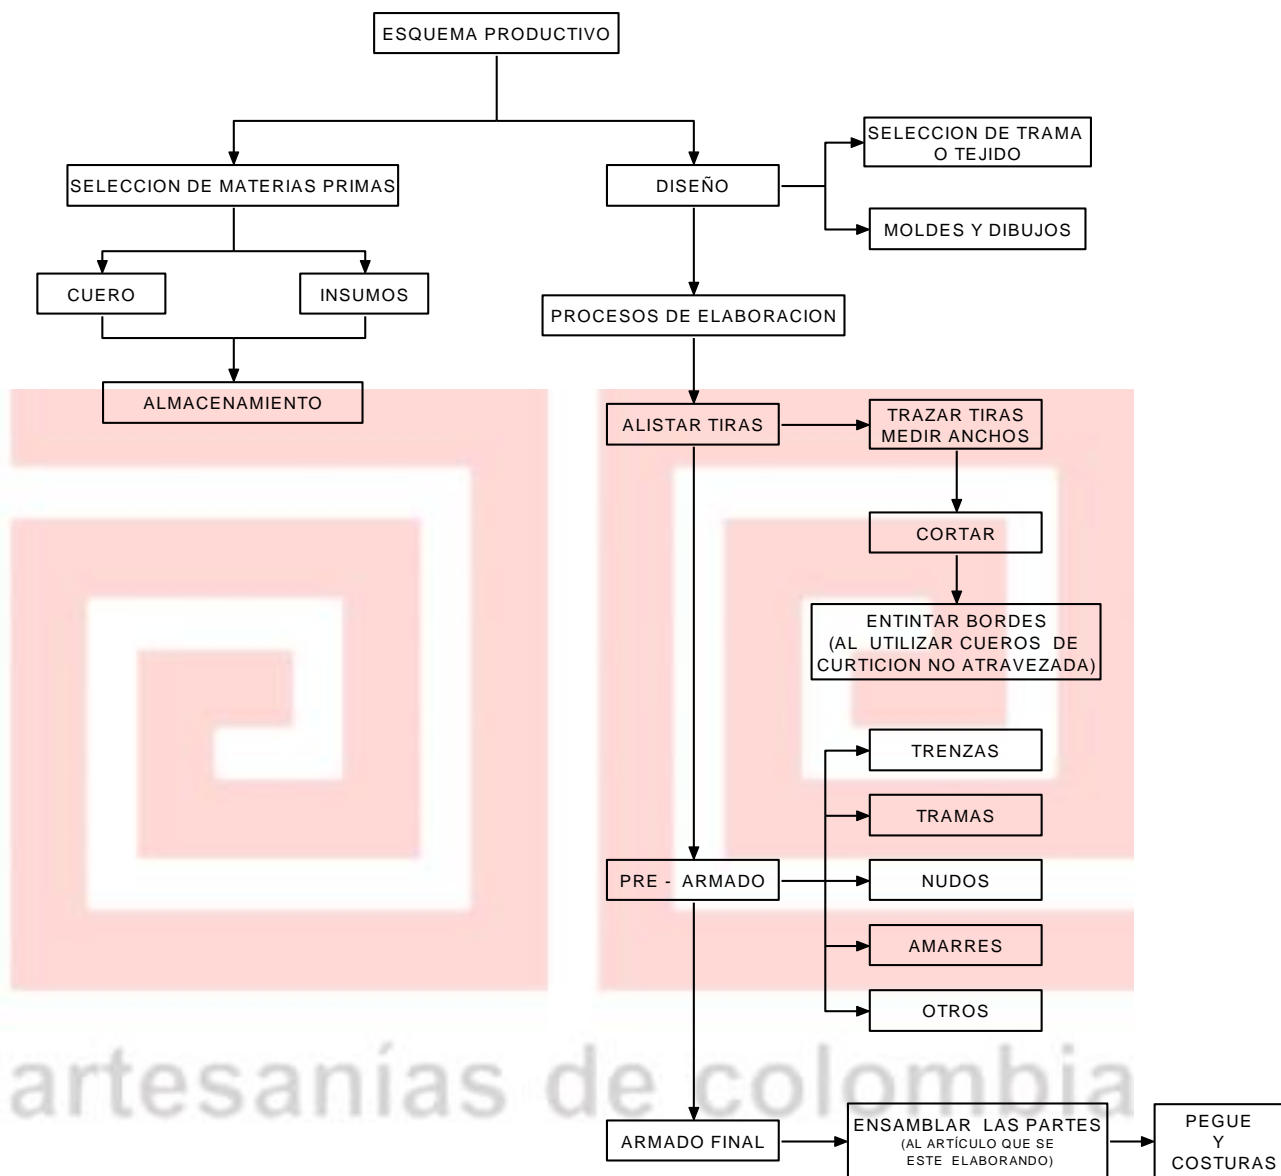 ESQUEMA PRODUCTIVO
SELECCION DE TRAMA
O TEJIDO
SELECCION DE MATERIAS PRIMAS
DISEÑO
MOLDES Y DIBUJOS
CUERO
INSUMOS
PROCESOS DE ELABORACION
ALMACENAMIENTO
ALISTAR TIRAS
TRAZAR TIRAS
MEDIR ANCHOS
CORTAR
ENTINTAR BORDES
(AL UTILIZAR CUEROS DE
CURTICION NO ATRAVEZADA)
TRENZAS
TRAMAS
PRE - ARMADO
NUDOS
AMARRES
OTROS
artesanías de colombia
ARMADO FINAL
ENSAMBLAR LAS PARTES
(AL ARTÍCULO QUE SE
ESTE ELABORANDO)
PEGUE
Y
COSTURAS